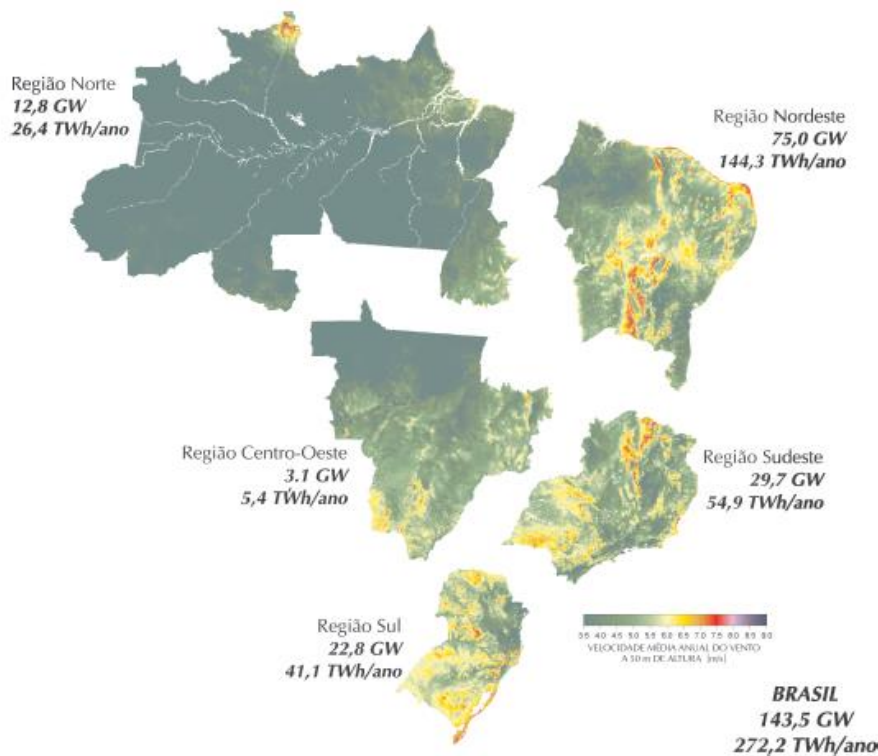 Região Norte
12,8 GW
26,4 TWh/ano
Região Nordeste
75,0 GW
144,3 TWh/ano
Região Centro-Oeste
3.1 GW
5,4 TWh/ano
Região Sudeste
29,7 GW
54,9 TWh/ano
Região Sul
22,8 GW
41,1 TWh/ano
3.5 4.0 4.5 5.0 5.5 6.0 6.5 7.0 7.5 8.0 8.5 9.0
VELOCIDADE MÉDIA ANUAL DO VENTO
A 50 m DE ALTURA [m/s]
BRASIL
143,5 GW
272,2 TWh/ano